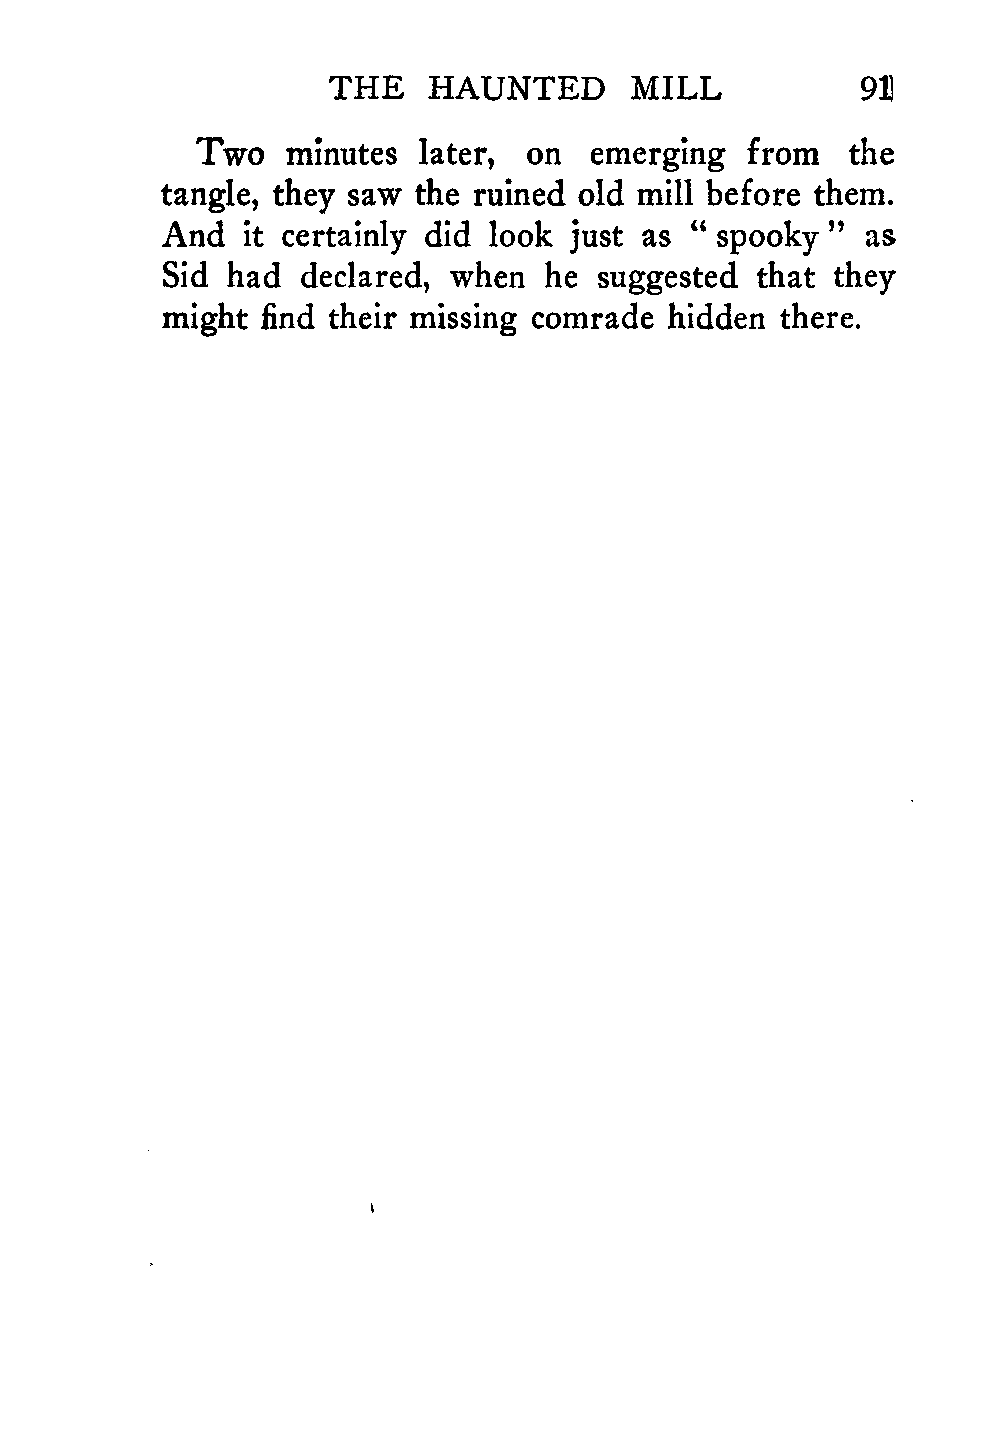 THE HAUNTED MILL 91
Two minutes later, on emerging from the
tangle, they saw the ruined old mill before them.
And it certainly did look just as “ spooky ” as
Sid had declared, when he suggested that they
might find their missing comrade hidden there.